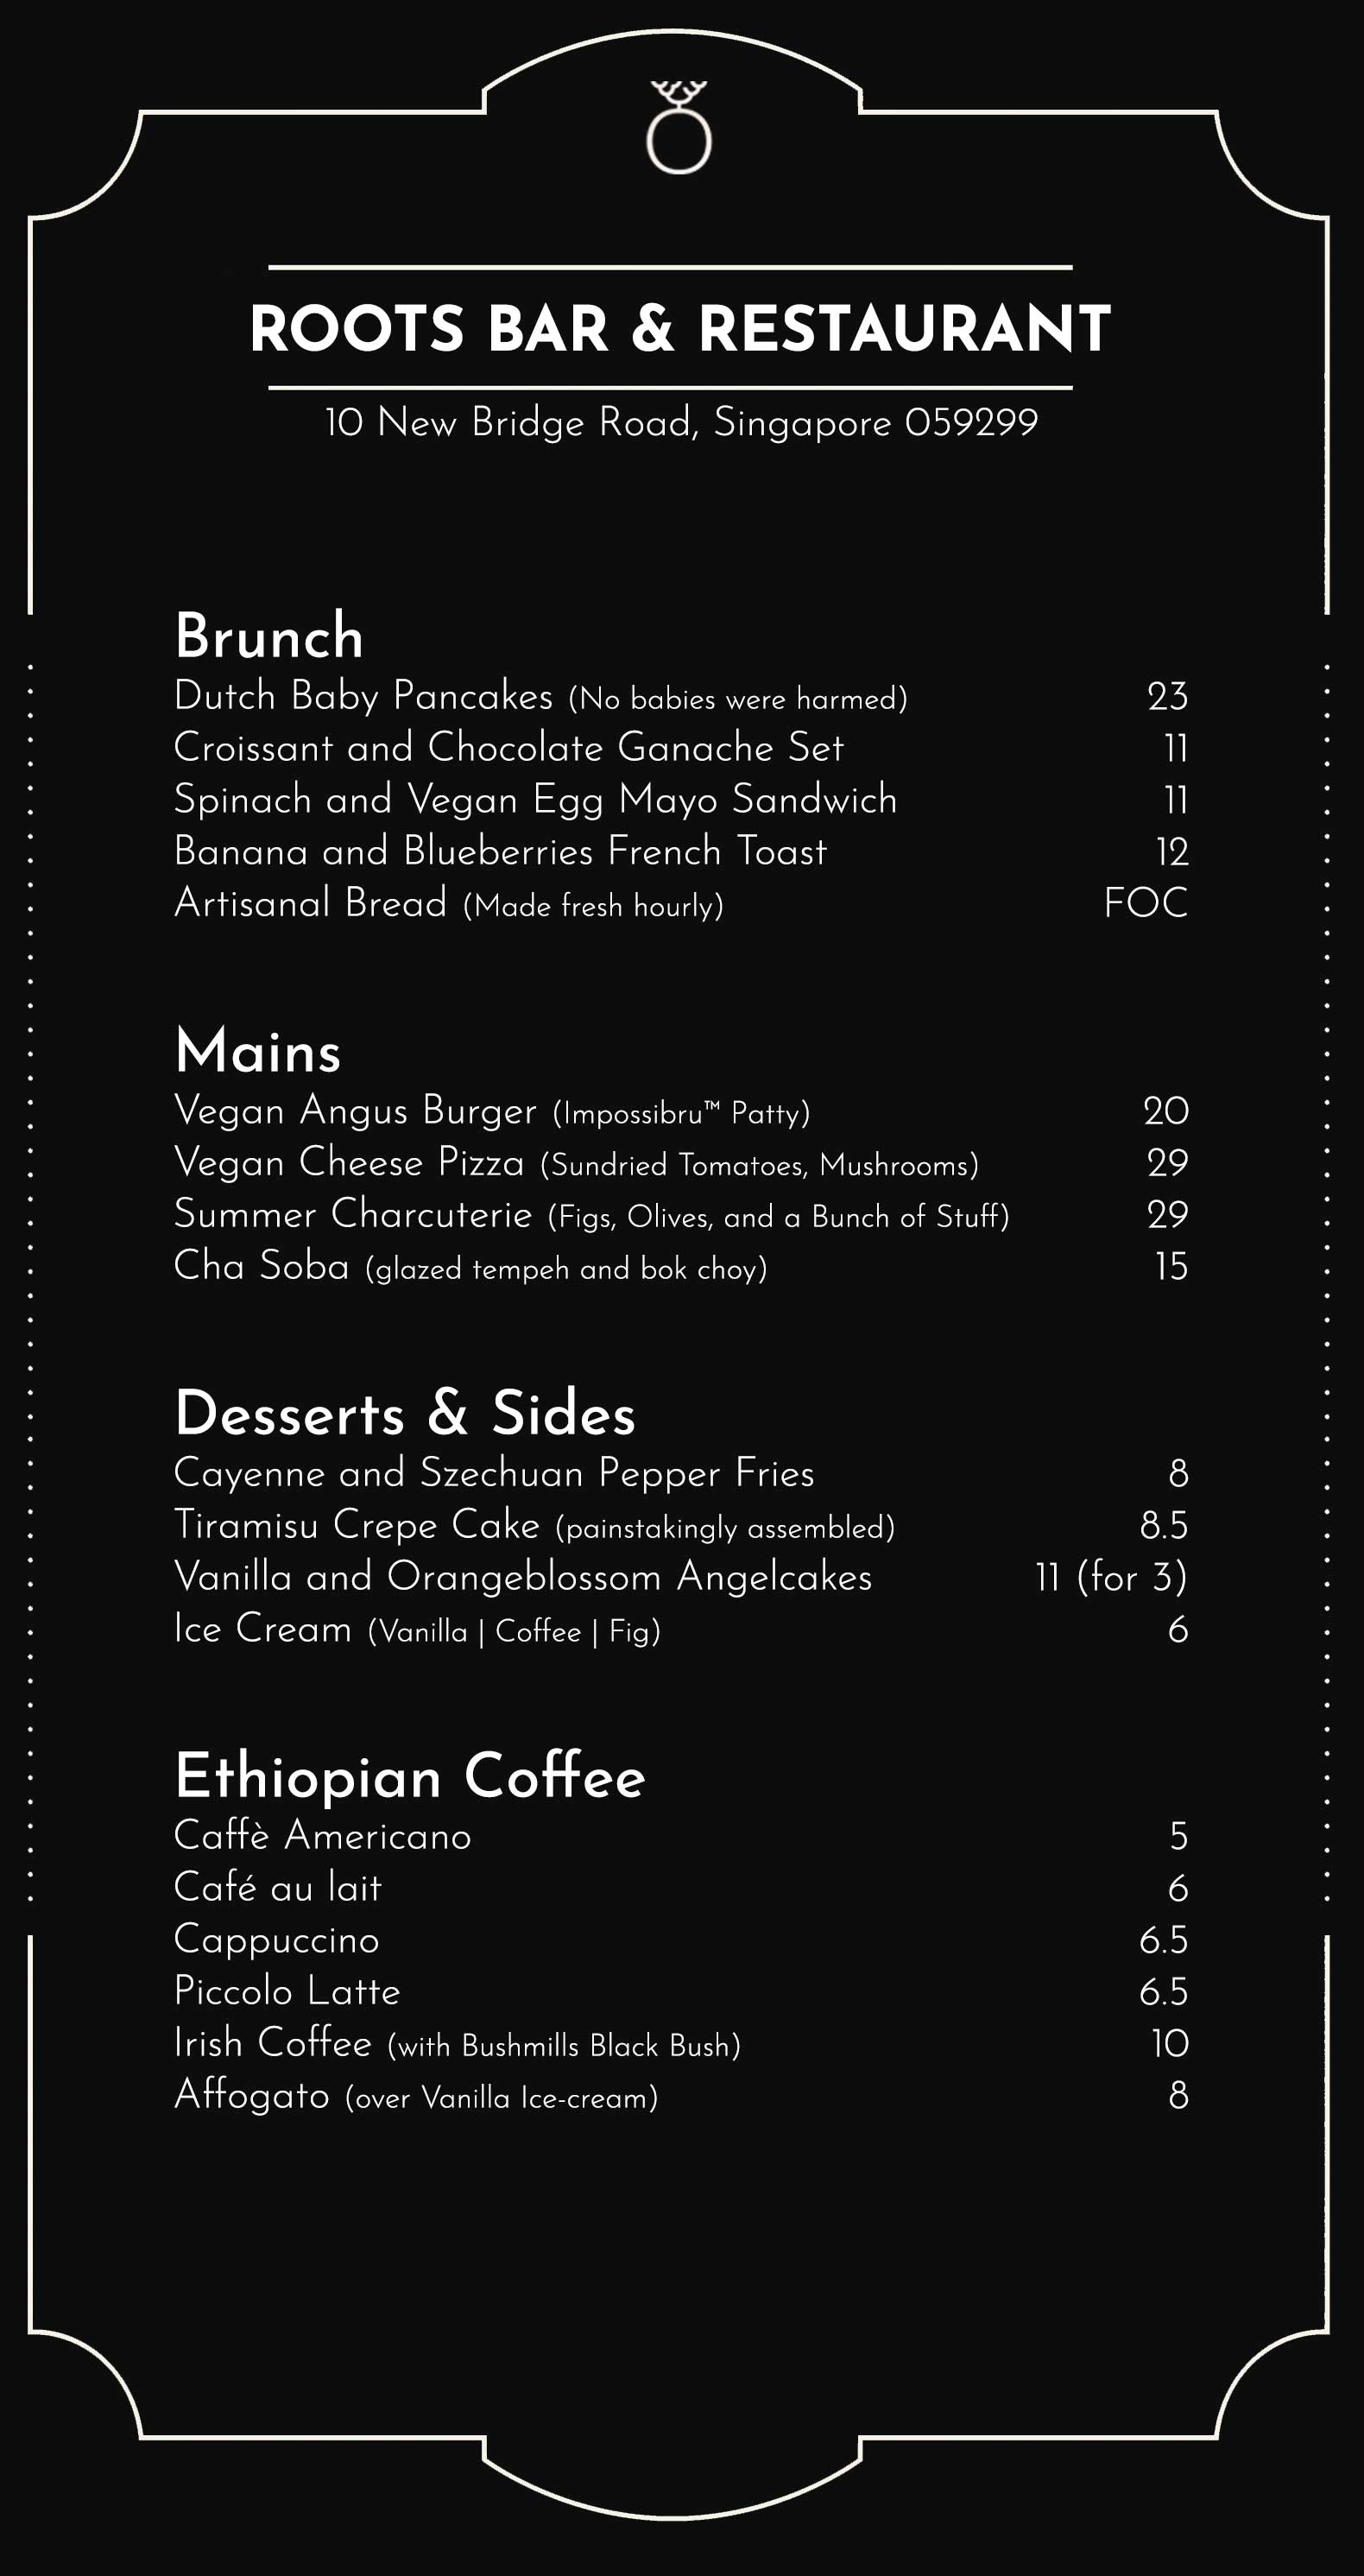 ROOTS BAR & RESTAURANT
10 New Bridge Road, Singapore 059299
Brunch
Dutch Baby Pancakes (No babies were harmed) 23
Croissant and Chocolate Ganache Set 11
Spinach and Vegan Egg Mayo Sandwich 11
Banana and Blueberries French Toast 12
Artisanal Bread (Made fresh hourly) FOC
Mains
Vegan Angus Burger (Impossibru™ Patty) 20
Vegan Cheese Pizza (Sundried Tomatoes, Mushrooms) 29
Summer Charcuterie (Figs, Olives, and a Bunch of Stuff) 29
Cha Soba (glazed tempeh and bok choy) 15
Desserts & Sides
Cayenne and Szechuan Pepper Fries 8
Tiramisu Crepe Cake (painstakingly assembled) 8.5
Vanilla and Orangeblossom Angelcakes 11 (for 3)
Ice Cream (Vanilla | Coffee | Fig) 6
Ethiopian Coffee
Caffè Americano 5
Café au lait 6
Cappuccino 6.5
Piccolo Latte 6.5
Irish Coffee (with Bushmills Black Bush) 10
Affogato (over Vanilla Ice-cream) 8